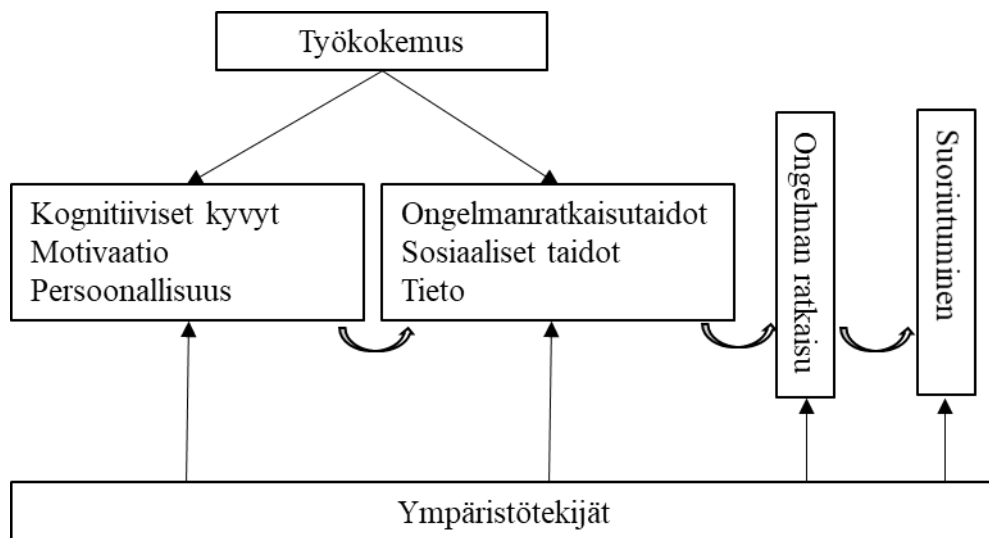 Työkokemus
Kognitiiviset kyvyt
Motivaatio
Persoonallisuus
Ongelmanratkaisutaidot
Sosiaaliset taidot
Tieto
Ongelman ratkaisu
Suoriutuminen
Ympäristötekijät